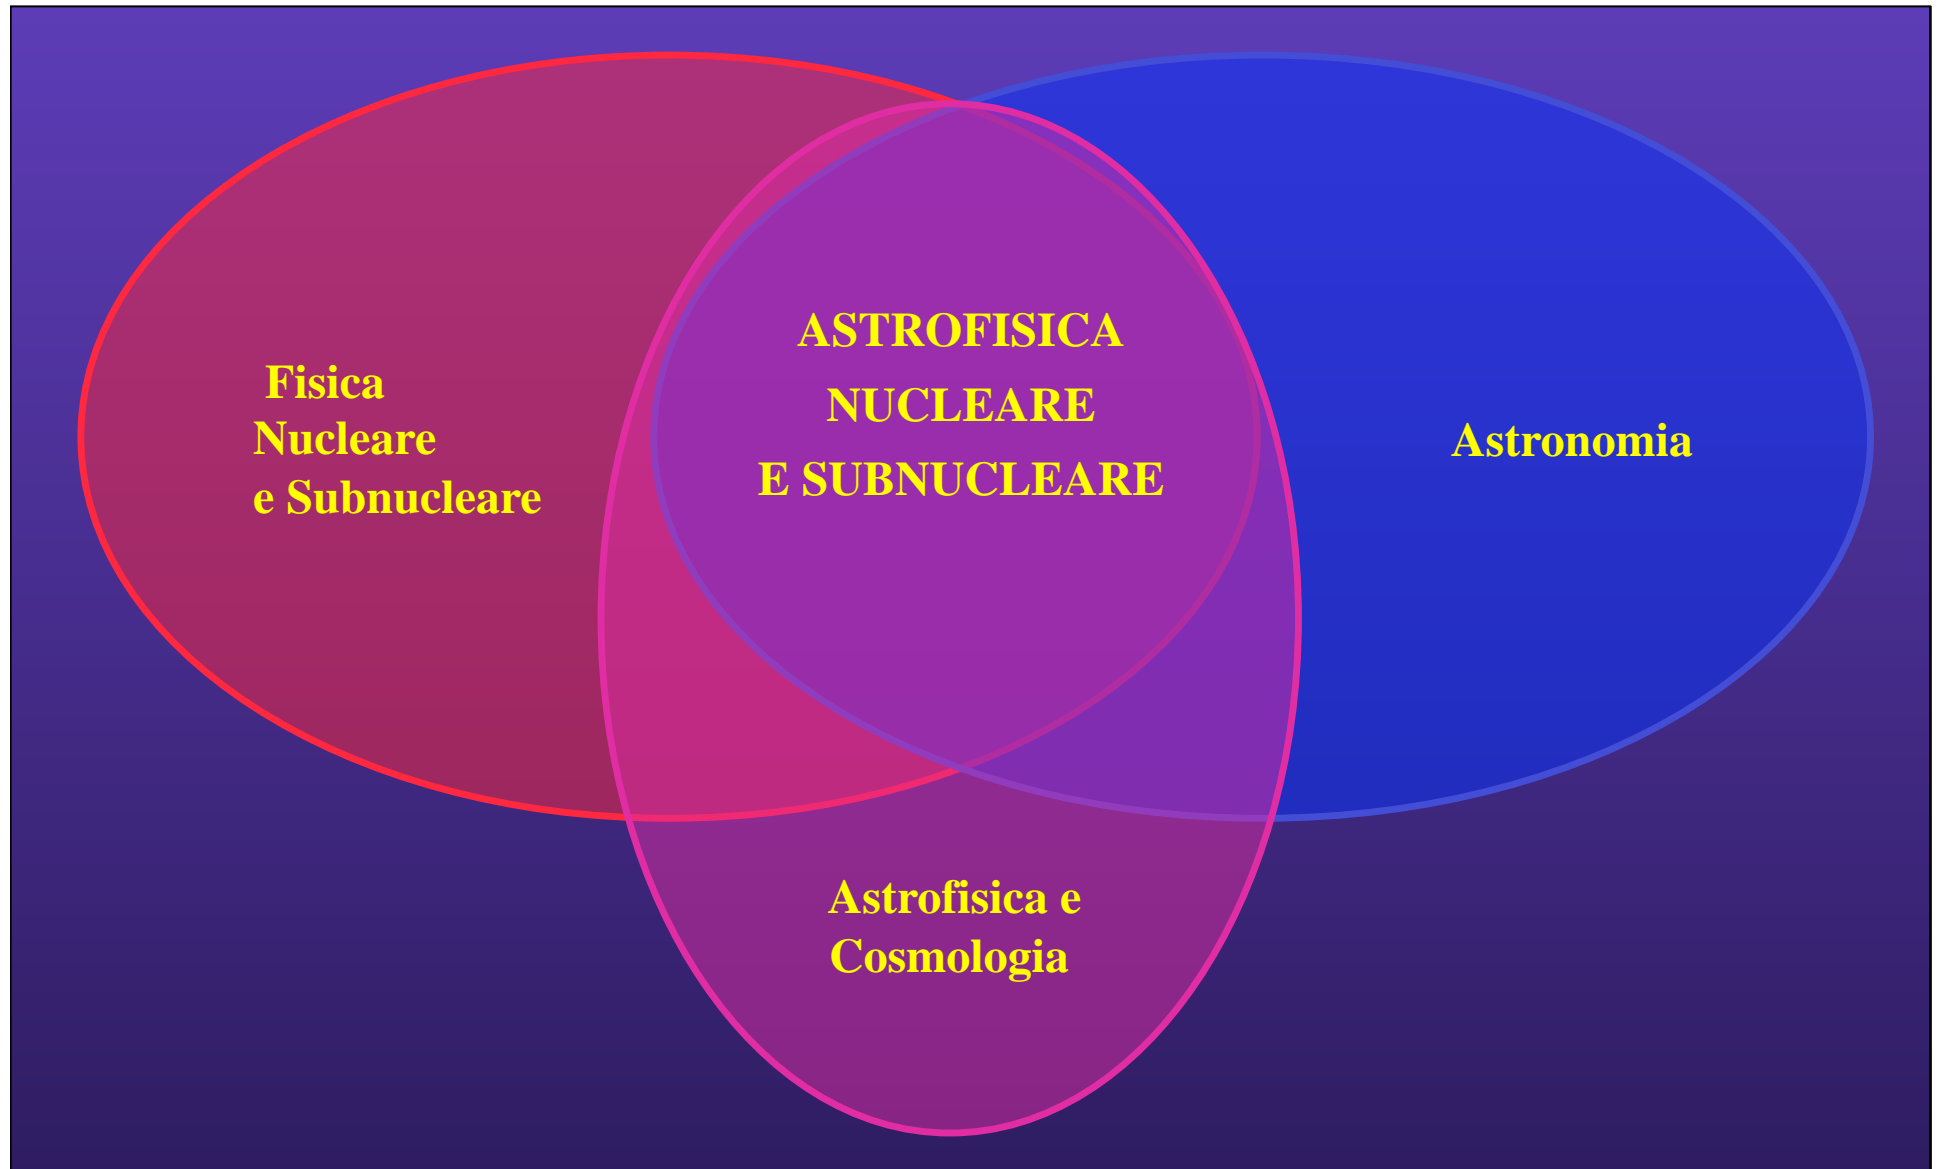 Fisica
Nucleare
e Subnucleare
ASTROFISICA
NUCLEARE
E SUBNUCLEARE
Astronomia
Astrofisica e
Cosmologia